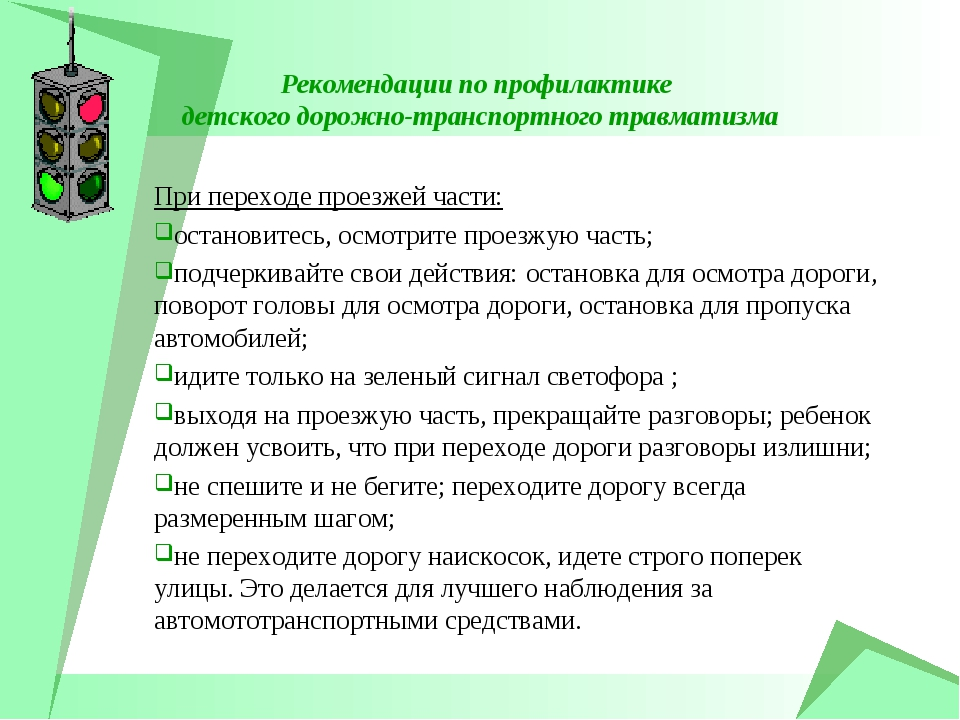 Рекомендации по профилактике
детского дорожно-транспортного травматизма
При переходе проезжей части:
остановитесь, осмотрите проезжую часть;
подчеркивайте свои действия: остановка для осмотра дороги,
поворот головы для осмотра дороги, остановка для пропуска
автомобилей;
идите только на зеленый сигнал светофора ;
выходя на проезжую часть, прекращайте разговоры; ребенок
должен усвоить, что при переходе дороги разговоры излишни;
не спешите и не бегите; переходите дорогу всегда
размеренным шагом;
не переходите дорогу наискосок, идете строго поперек
улицы. Это делается для лучшего наблюдения за
автомототранспортными средствами.